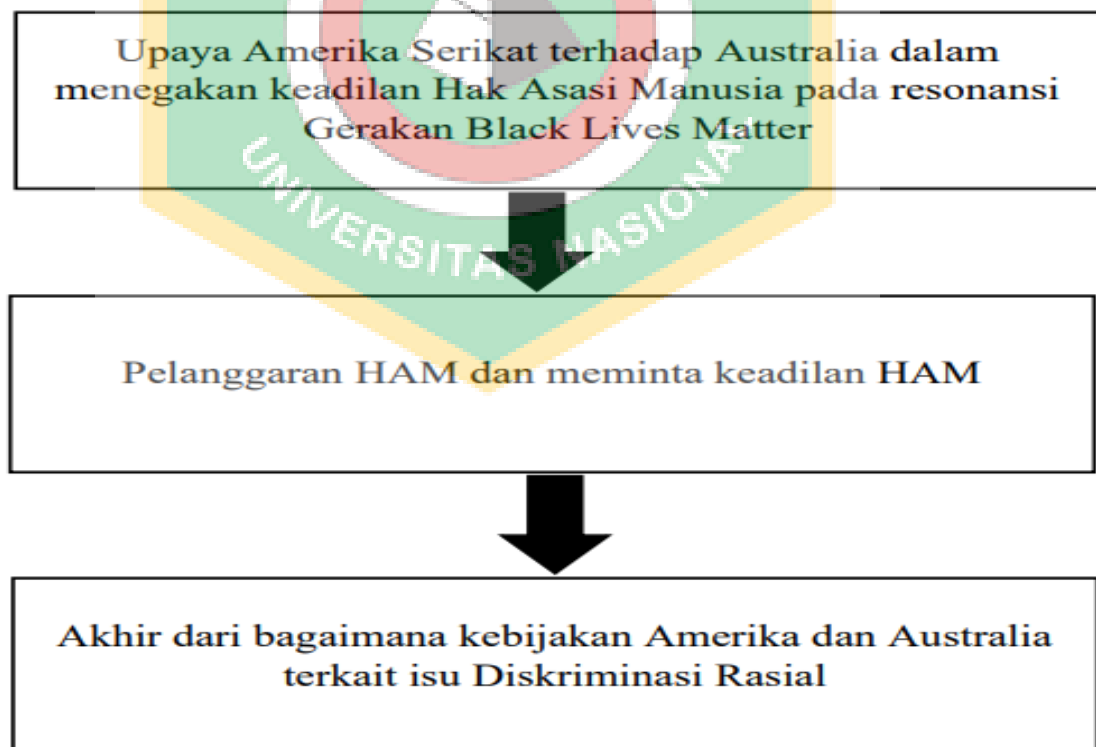 Upaya Amerika Serikat terhadap Australia dalam
menegakan keadilan Hak Asasi Manusia pada resonansi
Gerakan Black Lives Matter
UNIVERSITAS NASIONAL
Pelanggaran HAM dan meminta keadilan HAM
Akhir dari bagaimana kebijakan Amerika dan Australia
terkait isu Diskriminasi Rasial